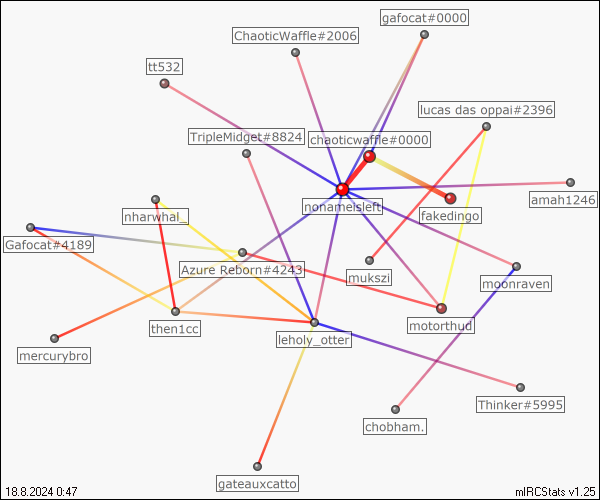 gafocat#0000
ChaoticWaffle#2006
tt532
lucas das oppai#2396
TripleMidget#8824
chaoticwaffle#0000
amah1246
nonameisleft
fakedingo
nharwhal_
Gafocat#4189
Azure Reborn#4243
mukszi
moonraven
then1cc
motorthud
leholy_otter
mercurybro
Thinker#5995
chobham.
gateauxcatto
18.8.2024 0:47
mIRCStats v1.25